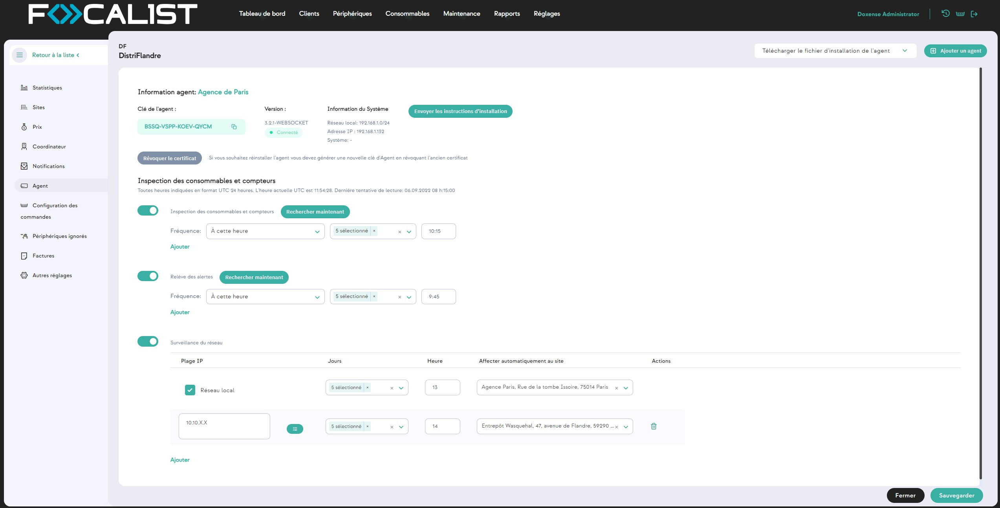 FOCALIST
Tableau de bord Clients Périphériques Consommables Maintenance Rapports Réglages
Doxense Administrator
Retour à la liste
DF
DistriFlandre
Télécharger le fichier d'installation de l'agent
Ajouter un agent
Statistiques
Sites
Prix
Coordinateur
Notifications
Agent
Configuration des
commandes
Périphériques ignorés
Factures
Autres réglages
Information agent: Agence de Paris
Clé de l'agent : Version : Information du Système Envoyer les instructions d'installation
BSSQ-VSPP-KOEV-QYCM
3.2.1-WEBSOCKET
Connecté
Réseau local: 192.168.1.0/24
Adresse IP : 192.168.1.132
Système: -
Révoquer le certificat Si vous souhaitez réinstaller l'agent vous devez générer une nouvelle clé d'Agent en révoquant l'ancien certificat
Inspection des consommables et compteurs
Toutes heures indiquées en format UTC 24 heures. L'heure actuelle UTC est 11:54:28. Dernière tentative de lecture: 06.09.2022 08 h:15:00
Inspection des consommables et compteurs Rechercher maintenant
Fréquence: À cette heure 5 sélectionné × × 10:15
Ajouter
Relève des alertes Rechercher maintenant
Fréquence: À cette heure 5 sélectionné × × 9:45
Ajouter
Surveillance du réseau
Plage IP Jours Heure Affecter automatiquement au site Actions
Réseau local 5 sélectionné × × 13 Agence Paris, Rue de la tombe Issoire, 75014 Paris ×
10.10.X.X 5 sélectionné × × 14 Entrepôt Wasquehal, 47, avenue de Flandre, 59290 ... ×
Ajouter
Fermer Sauvegarder